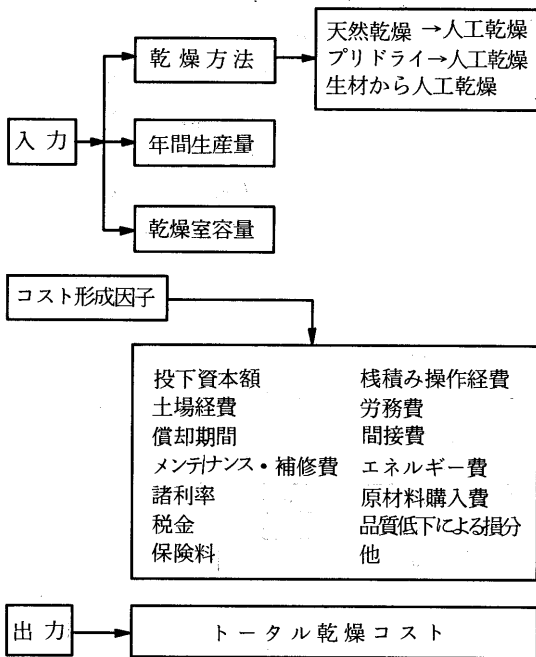 天然乾燥→人工乾燥
プリドライ→人工乾燥
生材から人工乾燥
乾燥方法
入力
年間生産量
乾燥室容量
コスト形成因子
投下資本額
土場経費
償却期間
メンテナンス・補修費
諸利率
税金
保険料
桟積み操作経費
労務費
間接費
エネルギー費
原材料購入費
品質低下による損分
他
出力
トータル乾燥コスト